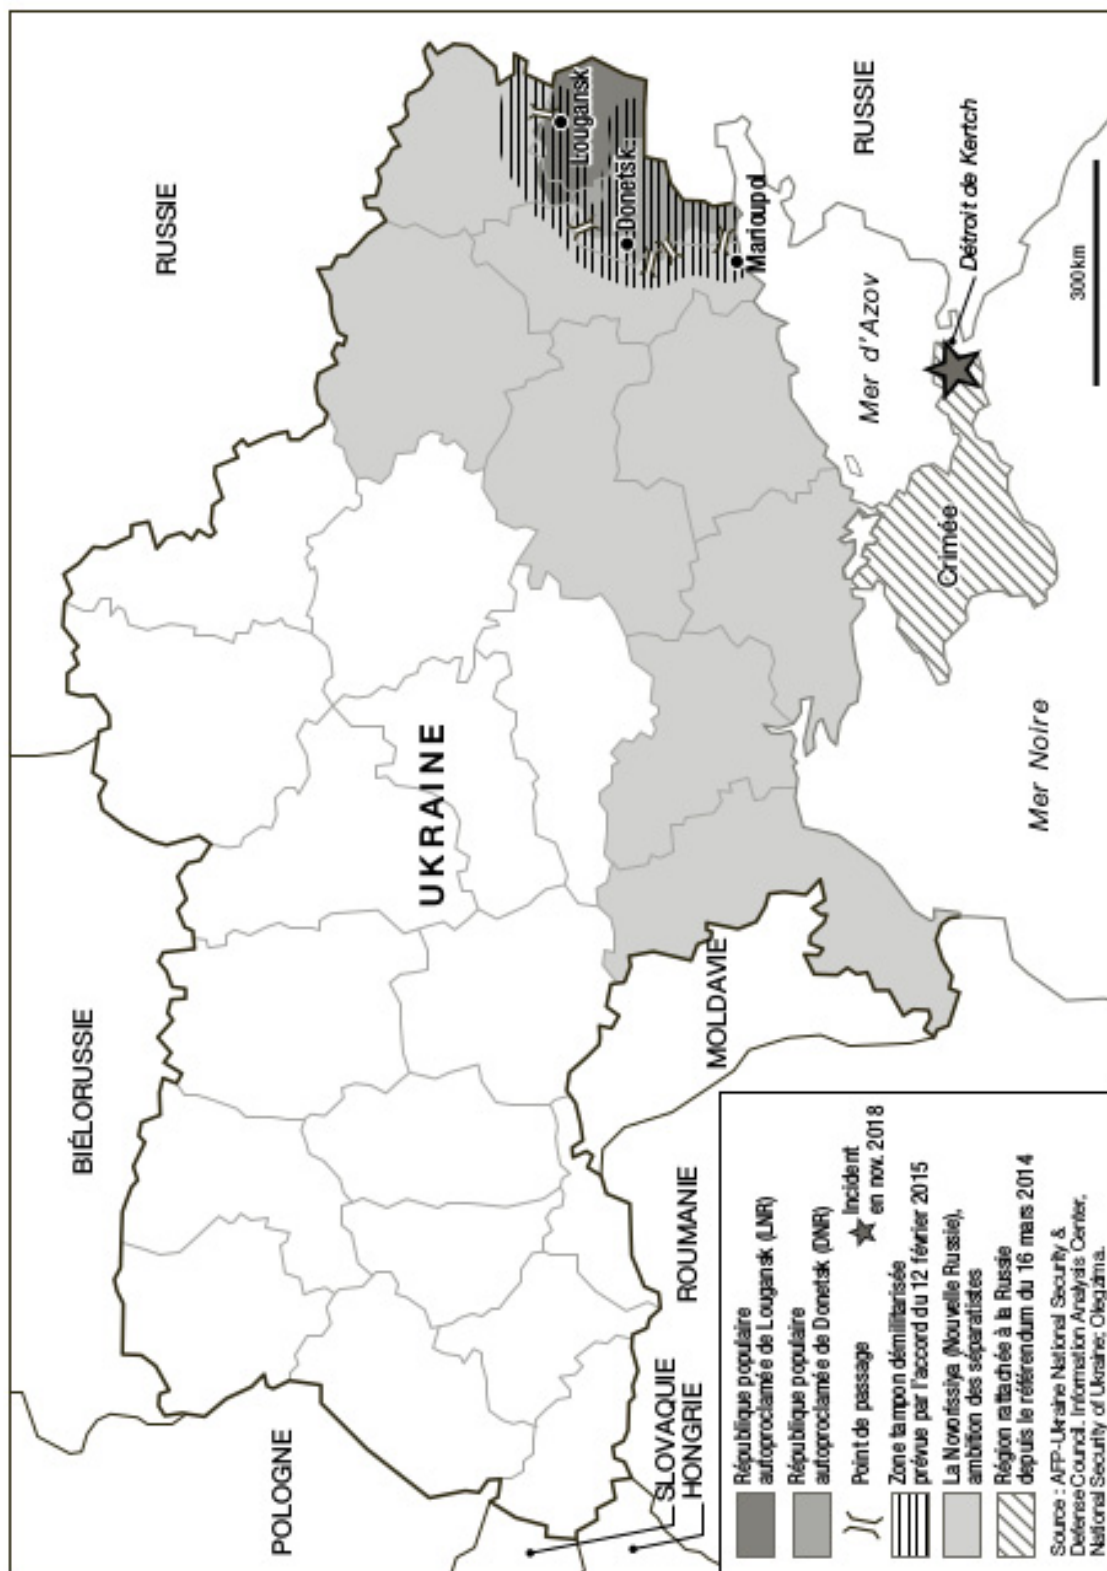 RUSSIE
BIÉLORUSSIE
POLOGNE
UKRAINE
Lougansk
Donetsk
Marioupol
RUSSIE
SLOVAQUIE
HONGRIE
ROUMANIE
MOLDAVIE
Mer d'Azov
Détroit de Kertch
Crimée
Mer Noire
300 km
République populaire
autoproclamée de Lougansk (LNR)
République populaire
autoproclamée de Donetsk (DNR)
Point de passage
Incident
en nov. 2018
Zone tampon démilitarisée
prévue par l'accord du 12 février 2015
La Novorissiya (Nouvelle Russie),
ambition des séparatistes
Région rattachée à la Russie
depuis le référendum du 16 mars 2014
Source : AFP-Ukraine National Security &
Defense Council. Information Analysis Center,
National Security of Ukraine; Olegzima.